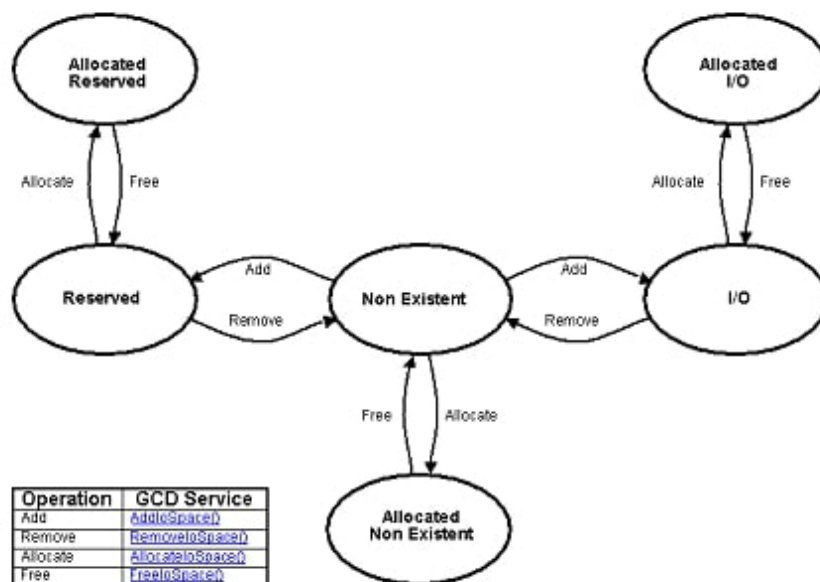 Allocated
Reserved
Allocated
I/O
Allocate
Free
Allocate
Free
Reserved
Add
Remove
Non Existent
Add
Remove
I/O
Free
Allocate
Allocated
Non Existent
Operation GCD Service
Add AddIoSpace()
Remove RemoveIoSpace()
Allocate AllocateIoSpace()
Free FreeIoSpace()